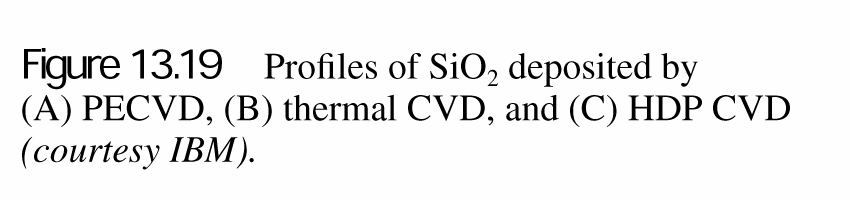 Figure 13.19 Profiles of SiO₂ deposited by
(A) PECVD, (B) thermal CVD, and (C) HDP CVD
(courtesy IBM).